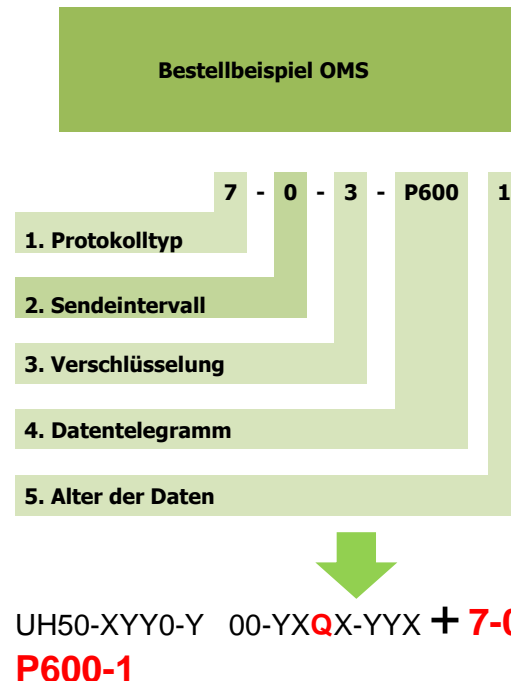 Bestellbeispiel OMS
7 - 0 - 3 - P600 1
1. Protokolltyp
2. Sendeintervall
3. Verschlüsselung
4. Datentelegramm
5. Alter der Daten
UH50-XYY0-Y 00-YXQX-YYX + 7-0
P600-1